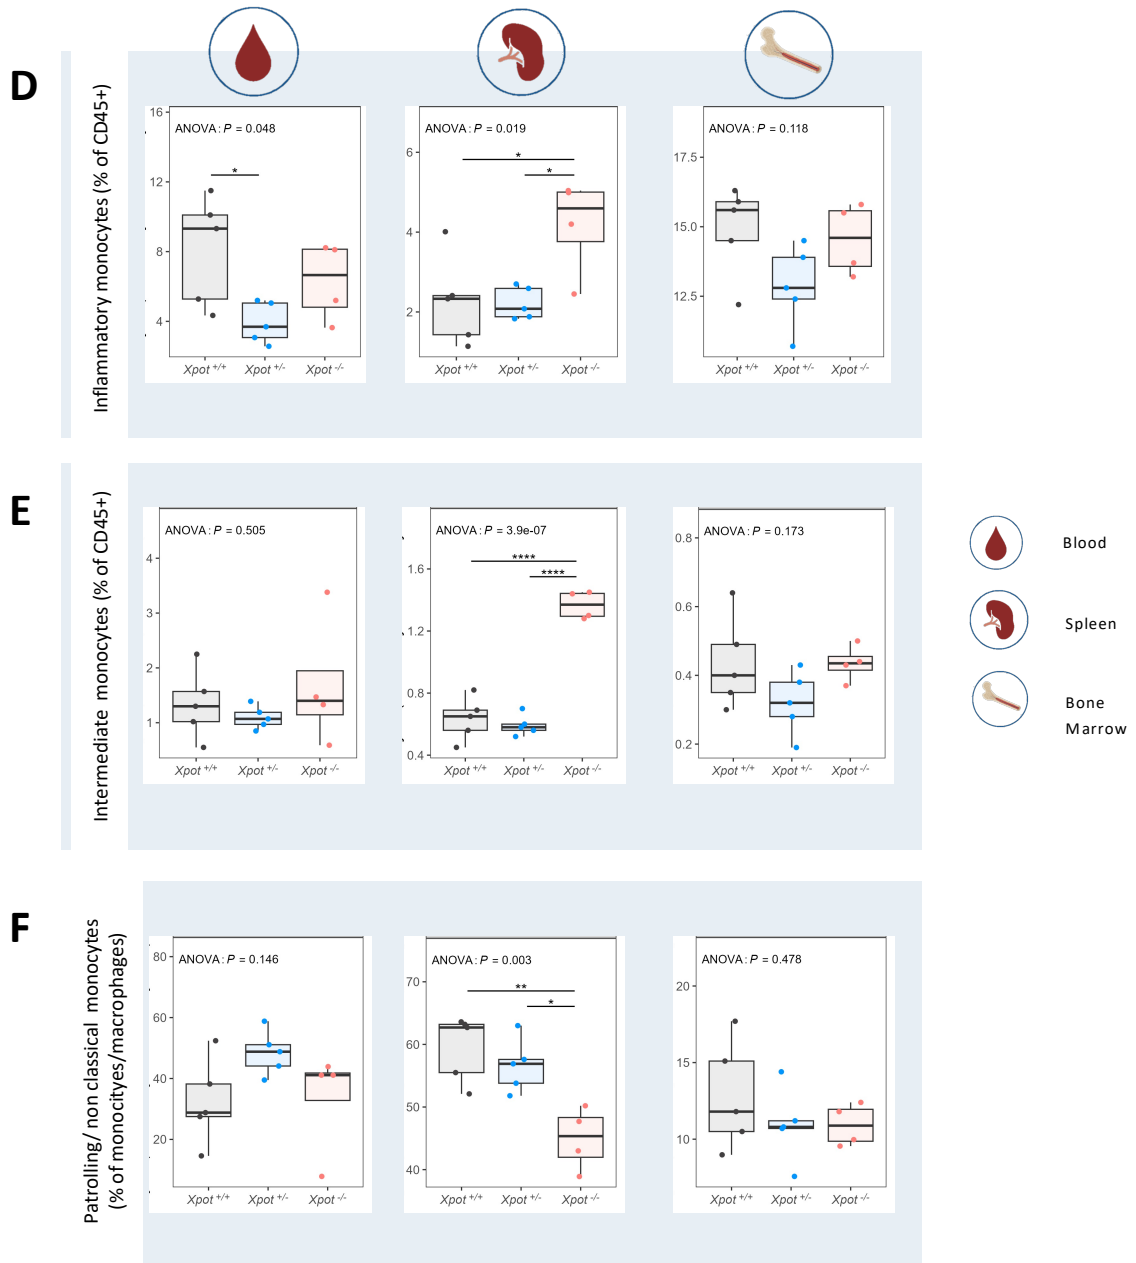 D
Inflammatory monocytes (% of CD45+)
ANOVA: P = 0.048
16
12
8
4
*
Xpot +/+ Xpot +/- Xpot -/-
ANOVA: P = 0.019
6
4
2
*
*
Xpot +/+ Xpot +/- Xpot -/-
ANOVA: P = 0.118
17.5
15.0
12.5
Xpot +/+ Xpot +/- Xpot -/-
E
Intermediate monocytes (% of CD45+)
ANOVA: P = 0.505
4
3
2
1
Xpot +/+ Xpot +/- Xpot -/-
ANOVA: P = 3.9e-07
1.6
1.2
0.8
0.4
****
****
Xpot +/+ Xpot +/- Xpot -/-
ANOVA: P = 0.173
0.8
0.6
0.4
0.2
Xpot +/+ Xpot +/- Xpot -/-
Blood
Spleen
Bone
Marrow
F
Patrolling/ non classical monocytes
(% of monocityes/macrophages)
ANOVA: P = 0.146
80
60
40
20
Xpot +/+ Xpot +/- Xpot -/-
ANOVA: P = 0.003
70
60
50
40
**
*
Xpot +/+ Xpot +/- Xpot -/-
ANOVA: P = 0.478
20
15
10
Xpot +/+ Xpot +/- Xpot -/-